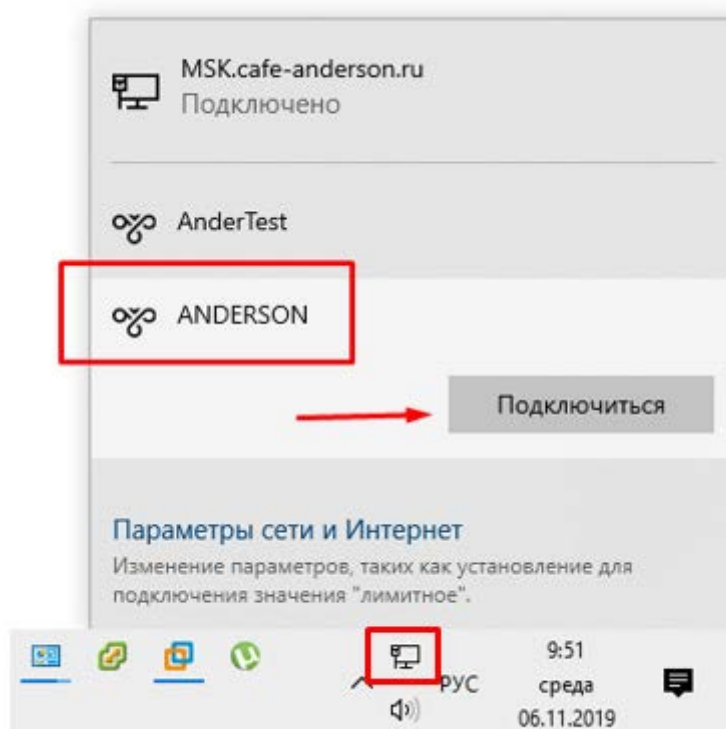 MSK.cafe-anderson.ru
Подключено
AnderTest
ANDERSON
Подключиться
Параметры сети и Интернет
Изменение параметров, таких как установление для
подключения значения "лимитное".
9:51
РУС
среда
06.11.2019